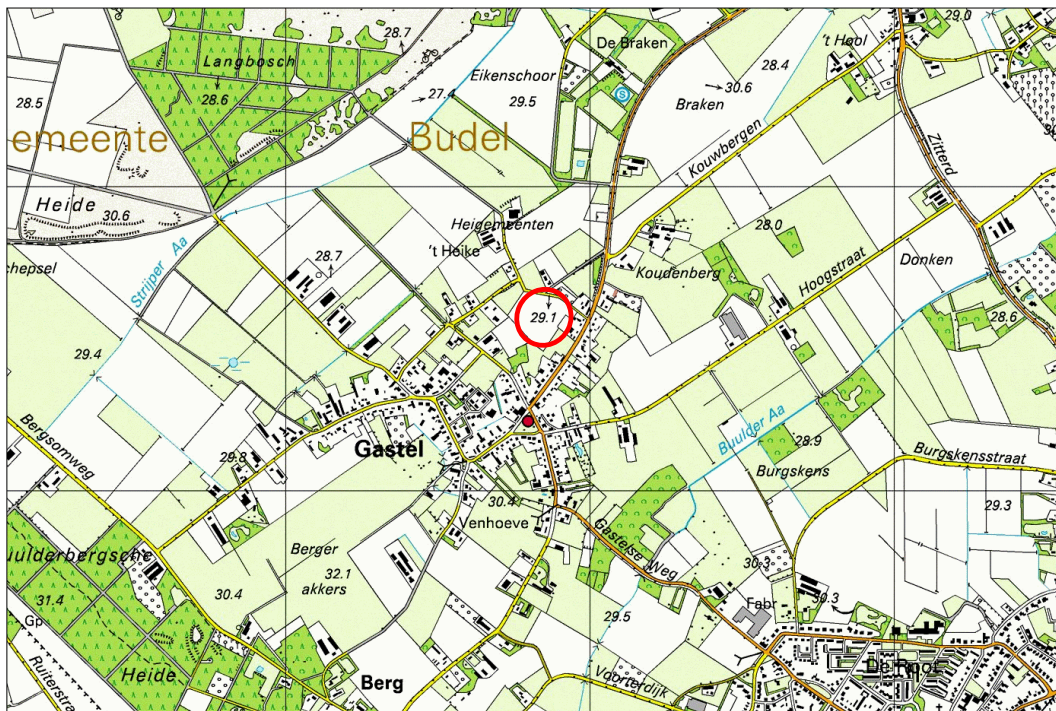 28.7
29.0
De Braken
't Hool
Langbosch
Eikenschoor
28.4
28.6
27.4
29.5
30.6
28.5
Braken
S
emeente
Budel
Kouwbergen
Zitterd
Heide
30.6
Heigemeenten
28.0
Strijper Aa
't Heike
chepsel
28.7
Koudenberg
Hoogstraat
Donken
29.1
28.6
29.4
Bergsomweg
Gastel
29.8
Buulder Aa
28.9
Burgskens
Burgskensstraat
30.4
Venhoeve
29.3
Gastelse Weg
uulderbergsche
Berger
akkers
32.1
30.3
31.4
30.4
Fabr
30.3
29.5
Gp
De Root
Heide
Berg
Voorterdijk
Ruiterstra